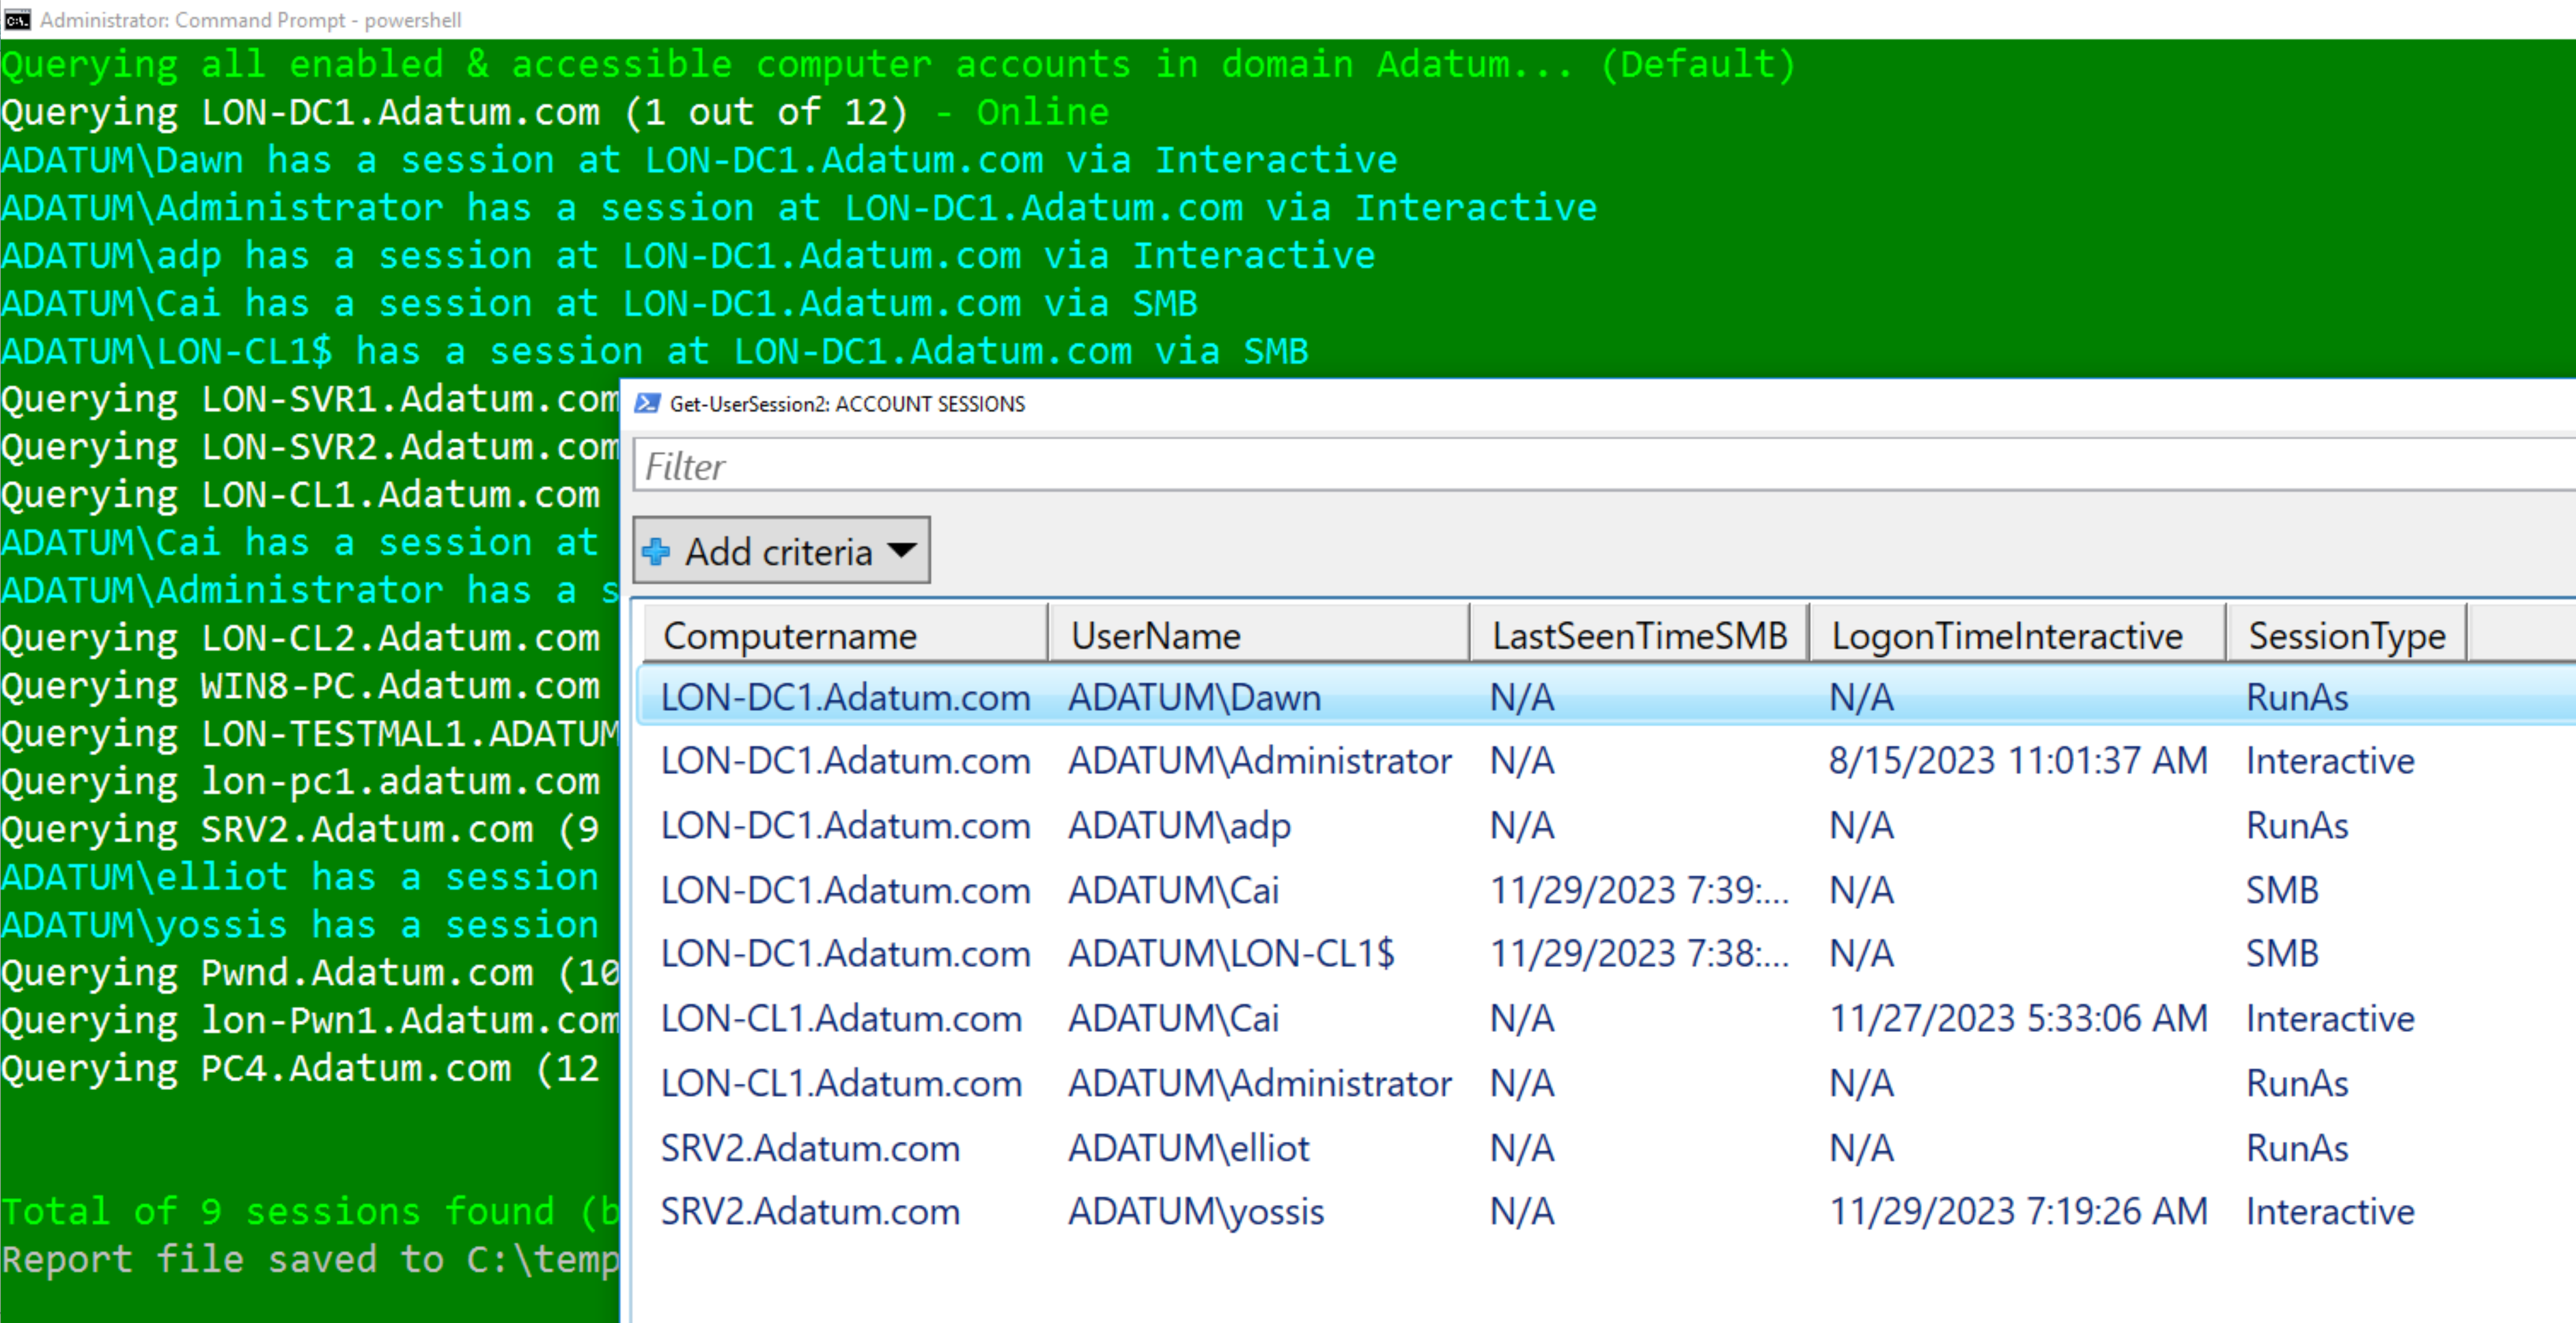 Administrator: Command Prompt - powershell
Querying all enabled & accessible computer accounts in domain Adatum... (Default)
Querying LON-DC1.Adatum.com (1 out of 12) - Online
ADATUM\Dawn has a session at LON-DC1.Adatum.com via Interactive
ADATUM\Administrator has a session at LON-DC1.Adatum.com via Interactive
ADATUM\adp has a session at LON-DC1.Adatum.com via Interactive
ADATUM\Cai has a session at LON-DC1.Adatum.com via SMB
ADATUM\LON-CL1$ has a session at LON-DC1.Adatum.com via SMB
Querying LON-SVR1.Adatum.com
Querying LON-SVR2.Adatum.com
Querying LON-CL1.Adatum.com
ADATUM\Cai has a session at
ADATUM\Administrator has a s
Querying LON-CL2.Adatum.com
Querying WIN8-PC.Adatum.com
Querying LON-TESTMAL1.ADATUM
Querying lon-pc1.adatum.com
Querying SRV2.Adatum.com (9
ADATUM\elliot has a session
ADATUM\yossis has a session
Querying Pwnd.Adatum.com (10
Querying lon-Pwn1.Adatum.com
Querying PC4.Adatum.com (12
Total of 9 sessions found (b
Report file saved to C:\temp
Get-UserSession2: ACCOUNT SESSIONS
Filter
Add criteria
Computername UserName LastSeenTimeSMB LogonTimeInteractive SessionType
LON-DC1.Adatum.com ADATUM\Dawn N/A N/A RunAs
LON-DC1.Adatum.com ADATUM\Administrator N/A 8/15/2023 11:01:37 AM Interactive
LON-DC1.Adatum.com ADATUM\adp N/A N/A RunAs
LON-DC1.Adatum.com ADATUM\Cai 11/29/2023 7:39:... N/A SMB
LON-DC1.Adatum.com ADATUM\LON-CL1$ 11/29/2023 7:38:... N/A SMB
LON-CL1.Adatum.com ADATUM\Cai N/A 11/27/2023 5:33:06 AM Interactive
LON-CL1.Adatum.com ADATUM\Administrator N/A N/A RunAs
SRV2.Adatum.com ADATUM\elliot N/A N/A RunAs
SRV2.Adatum.com ADATUM\yossis N/A 11/29/2023 7:19:26 AM Interactive